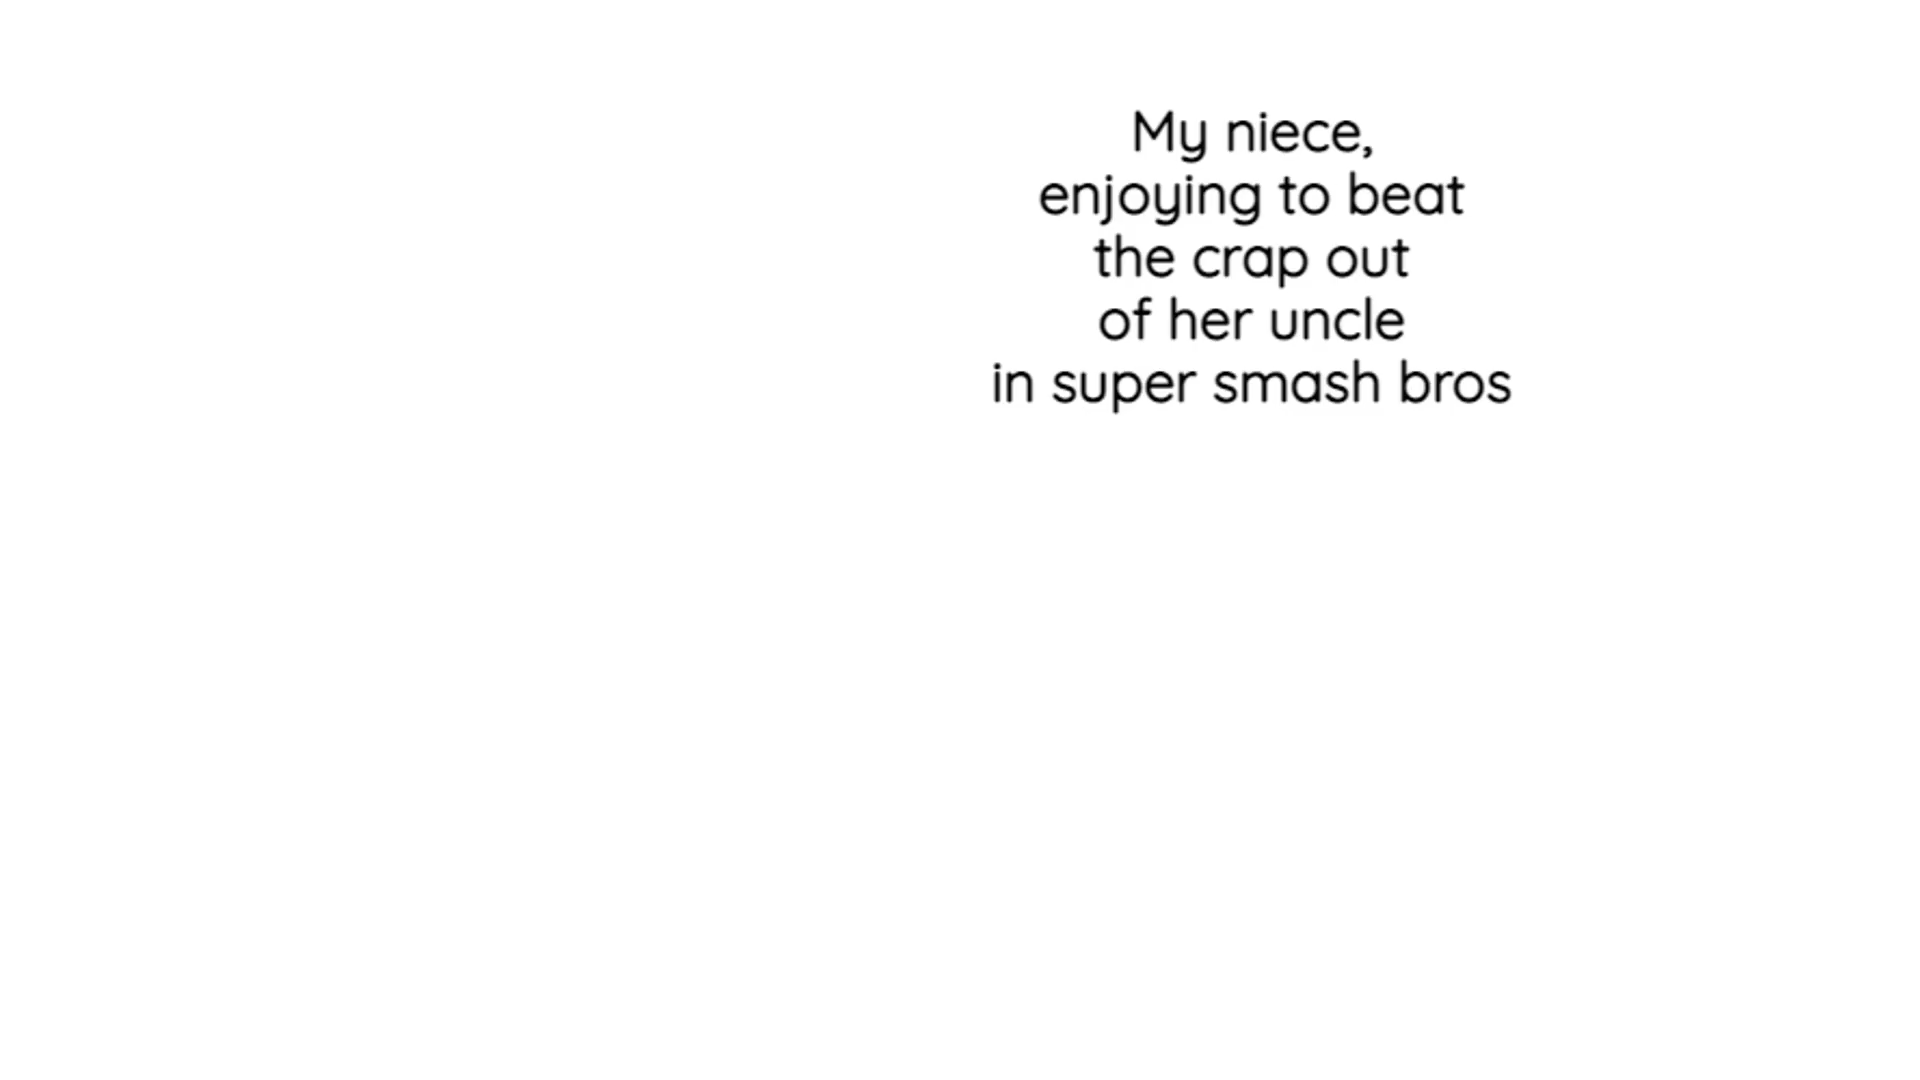 My niece,
enjoying to beat
the crap out
of her uncle
in super smash bros